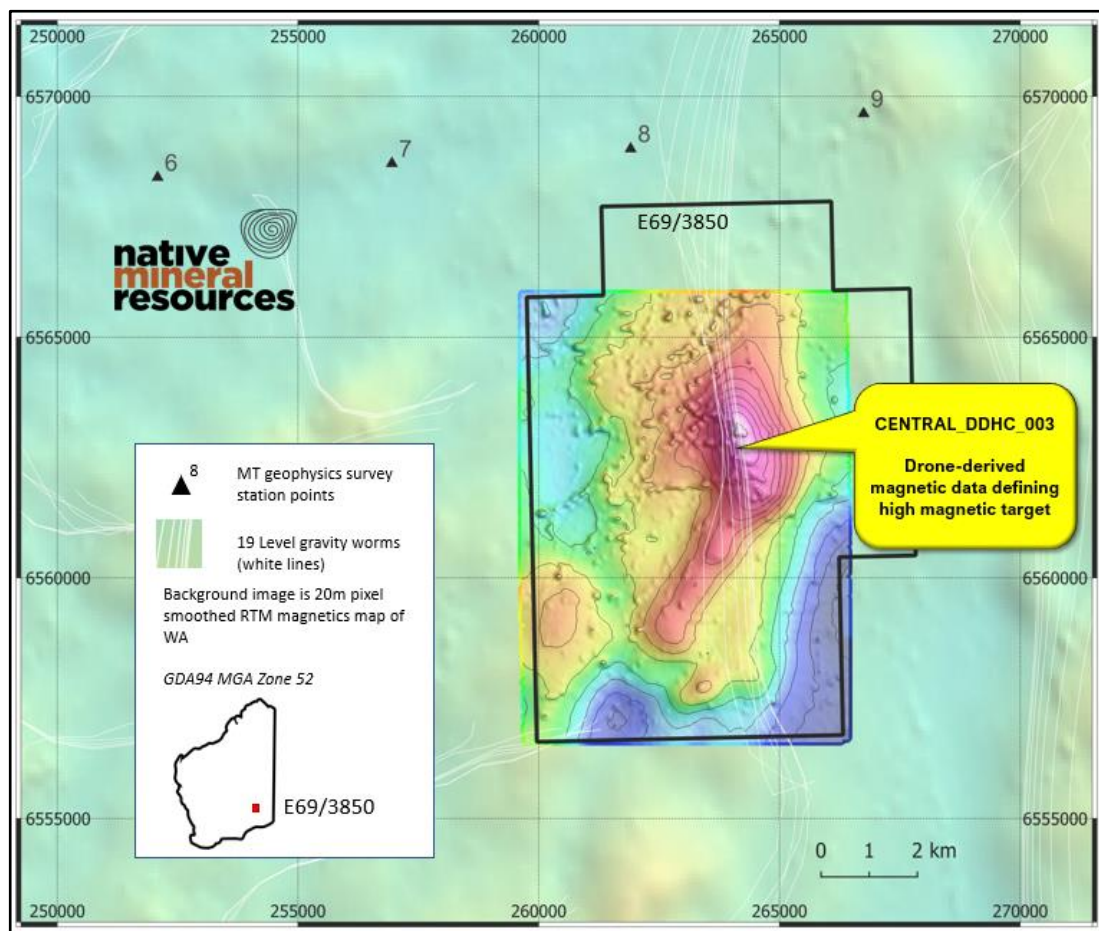 250000 255000 260000 265000 270000
6570000 6570000
9
8
7
6
E69/3850
native
mineral
resources
6565000 6565000
CENTRAL_DDHC_003
Drone-derived
magnetic data defining
high magnetic target
8 MT geophysics survey
station points
19 Level gravity worms
(white lines)
Background image is 20m pixel
smoothed RTM magnetics map of
WA
GDA94 MGA Zone 52
E69/3850
6560000 6560000
6555000 6555000
0 1 2 km
250000 255000 260000 265000 270000